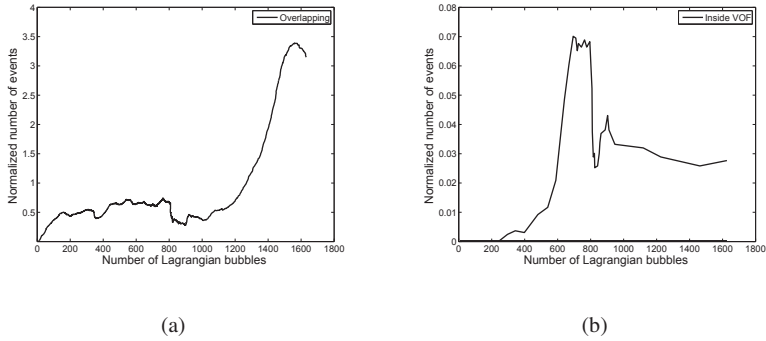 4
3.5
3
2.5
2
1.5
1
0.5
0 200 400 600 800 1000 1200 1400 1600 1800
Number of Lagrangian bubbles
Normalized number of events
Overlapping
(a)
0.08
0.07
0.06
0.05
0.04
0.03
0.02
0.01
0
0 200 400 600 800 1000 1200 1400 1600 1800
Number of Lagrangian bubbles
Normalized number of events
Inside VOF
(b)